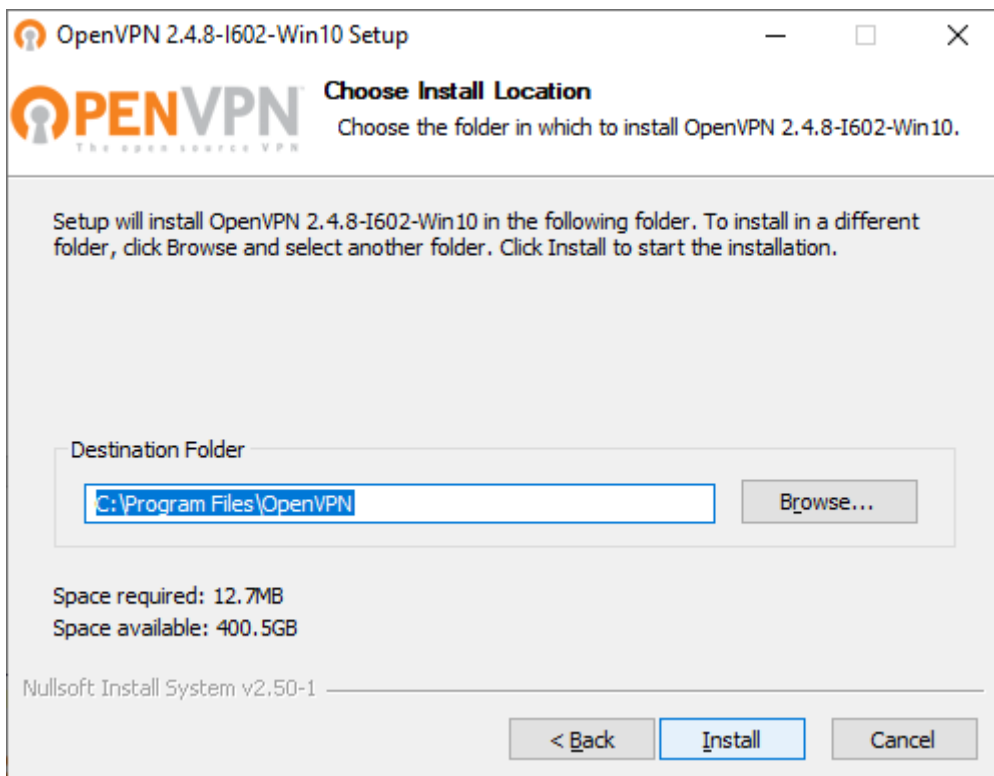 OpenVPN 2.4.8-I602-Win10 Setup
OPENVPN
The open source VPN
Choose Install Location
Choose the folder in which to install OpenVPN 2.4.8-I602-Win10.
Setup will install OpenVPN 2.4.8-I602-Win10 in the following folder. To install in a different
folder, click Browse and select another folder. Click Install to start the installation.
Destination Folder
C:\Program Files\OpenVPN
Browse...
Space required: 12.7MB
Space available: 400.5GB
Nullsoft Install System v2.50-1
< Back
Install
Cancel